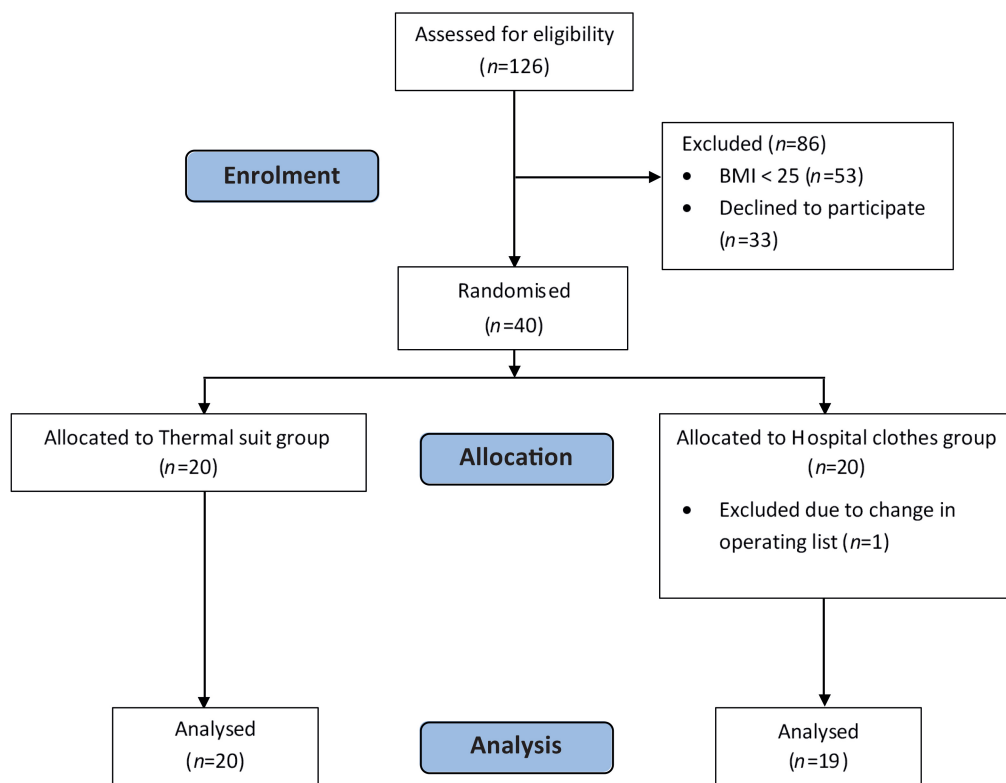 Assessed for eligibility
(n=126)
Enrolment
Excluded (n=86)
• BMI < 25 (n=53)
• Declined to participate
(n=33)
Randomised
(n=40)
Allocated to Thermal suit group
(n=20)
Allocation
Allocated to Hospital clothes group
(n=20)
• Excluded due to change in
operating list (n=1)
Analysed
(n=20)
Analysis
Analysed
(n=19)